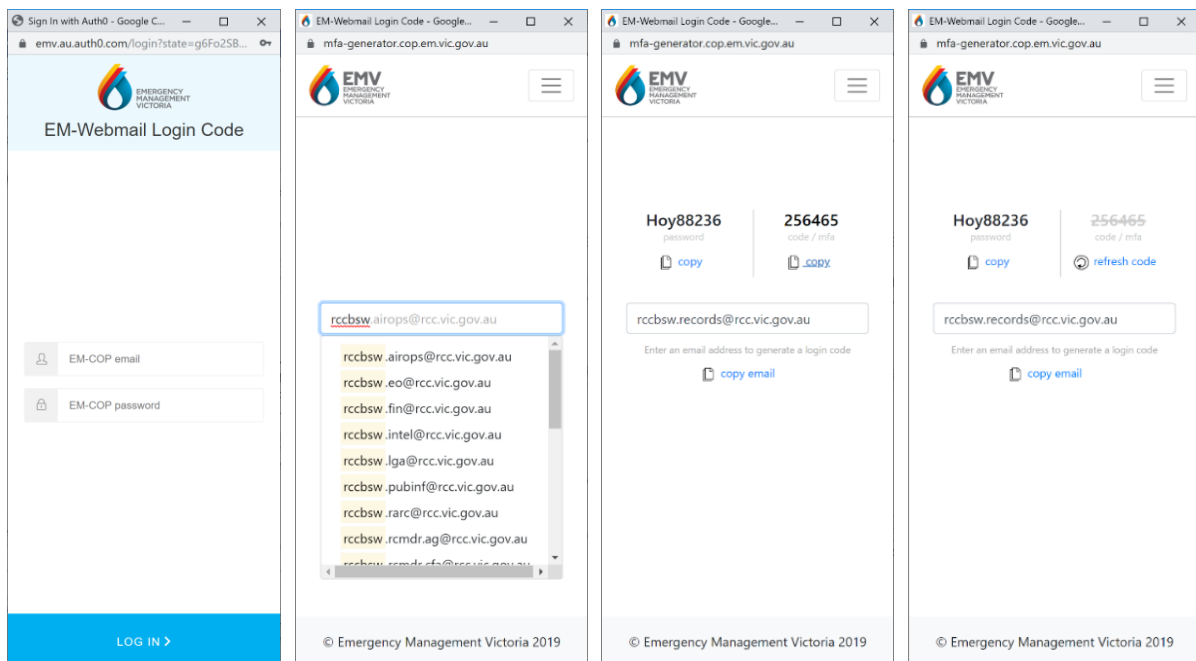 Sign In with Auth0 - Google C...
emv.au.auth0.com/login?state=g6Fo2SB...
EMERGENCY
MANAGEMENT
VICTORIA
EM-Webmail Login Code
EM-COP email
EM-COP password
LOG IN
EM-Webmail Login Code - Google...
mfa-generator.cop.em.vic.gov.au
EMV
EMERGENCY
MANAGEMENT
VICTORIA
rccbsw.airops@rcc.vic.gov.au
rccbsw.airops@rcc.vic.gov.au
rccbsw.eo@rcc.vic.gov.au
rccbsw.fin@rcc.vic.gov.au
rccbsw.intel@rcc.vic.gov.au
rccbsw.lga@rcc.vic.gov.au
rccbsw.pubinf@rcc.vic.gov.au
rccbsw.rarc@rcc.vic.gov.au
rccbsw.rcmdr.ag@rcc.vic.gov.au
rccbsw.rcmdr.cfa@rcc.vic.gov.au
© Emergency Management Victoria 2019
EM-Webmail Login Code - Google...
mfa-generator.cop.em.vic.gov.au
EMV
EMERGENCY
MANAGEMENT
VICTORIA
Hoy88236 256465
password code / mfa
copy copy
rccbsw.records@rcc.vic.gov.au
Enter an email address to generate a login code
copy email
© Emergency Management Victoria 2019
EM-Webmail Login Code - Google...
mfa-generator.cop.em.vic.gov.au
EMV
EMERGENCY
MANAGEMENT
VICTORIA
Hoy88236 256465
password code / mfa
copy refresh code
rccbsw.records@rcc.vic.gov.au
Enter an email address to generate a login code
copy email
© Emergency Management Victoria 2019